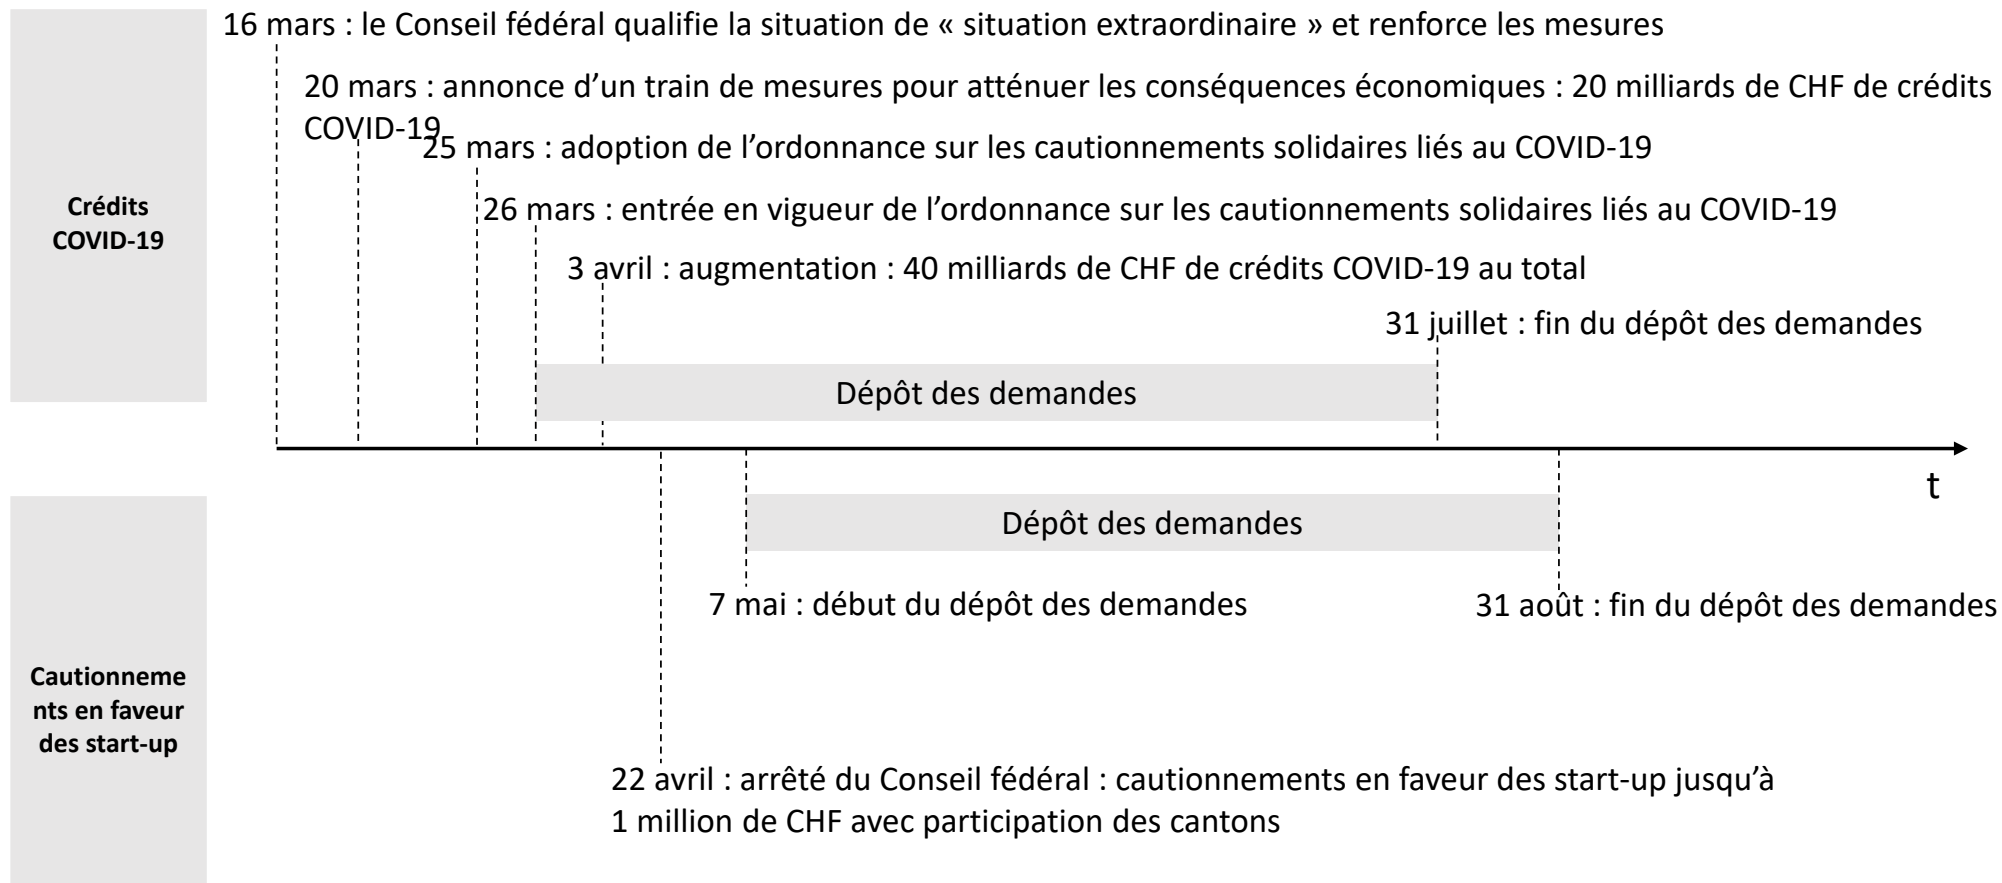 16 mars : le Conseil fédéral qualifie la situation de « situation extraordinaire » et renforce les mesures
20 mars : annonce d’un train de mesures pour atténuer les conséquences économiques : 20 milliards de CHF de crédits
COVID-19
25 mars : adoption de l’ordonnance sur les cautionnements solidaires liés au COVID-19
Crédits
COVID-19
26 mars : entrée en vigueur de l’ordonnance sur les cautionnements solidaires liés au COVID-19
3 avril : augmentation : 40 milliards de CHF de crédits COVID-19 au total
31 juillet : fin du dépôt des demandes
Dépôt des demandes
t
Dépôt des demandes
7 mai : début du dépôt des demandes
31 août : fin du dépôt des demandes
Cautionneme
nts en faveur
des start-up
22 avril : arrêté du Conseil fédéral : cautionnements en faveur des start-up jusqu’à
1 million de CHF avec participation des cantons